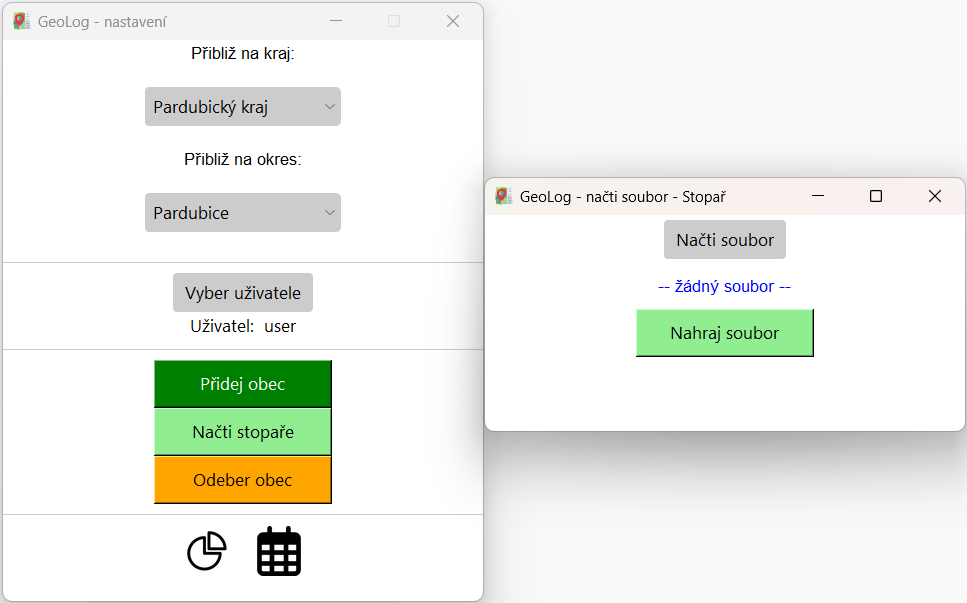 GeoLog - nastavení
Přibliž na kraj:
Pardubický kraj
Přibliž na okres:
Pardubice
Vyber uživatele
Uživatel: user
Přidej obec
Načti stopaře
Odeber obec
GeoLog - načti soubor - Stopař
Načti soubor
-- žádný soubor --
Nahraj soubor